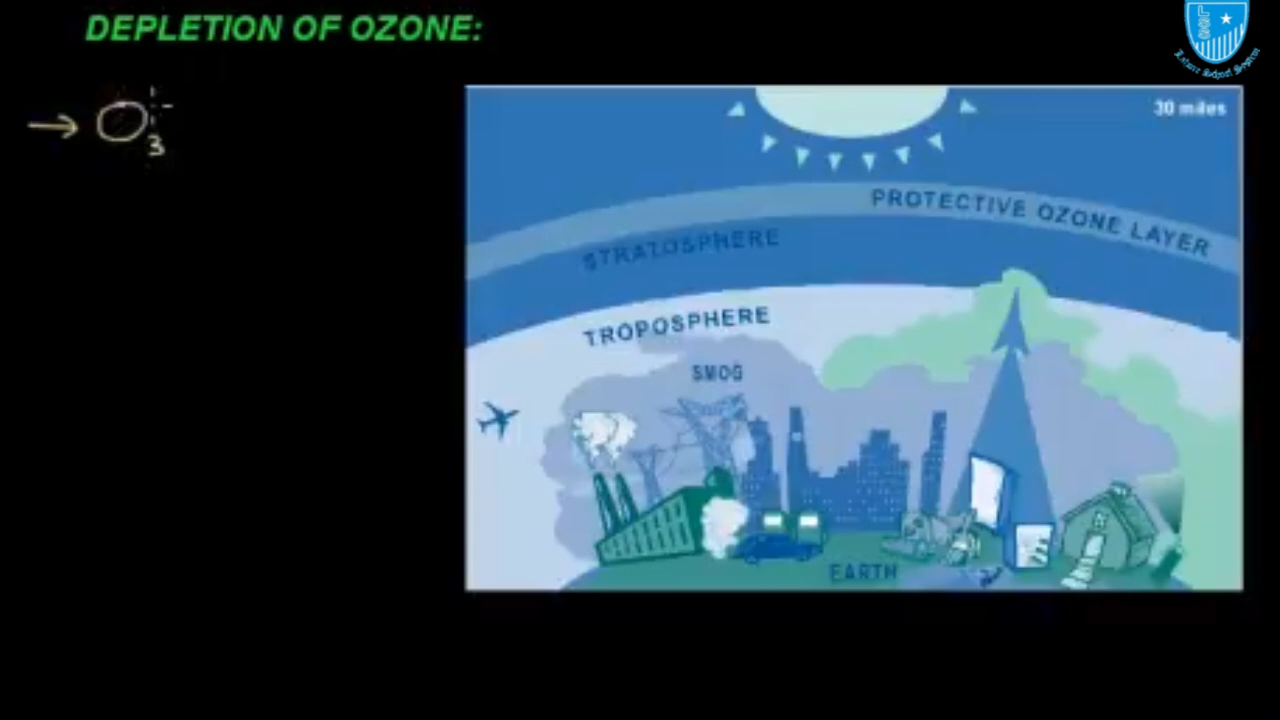 DEPLETION OF OZONE:
→ O3
30 miles
PROTECTIVE OZONE LAYER
STRATOSPHERE
TROPOSPHERE
SMOG
EARTH